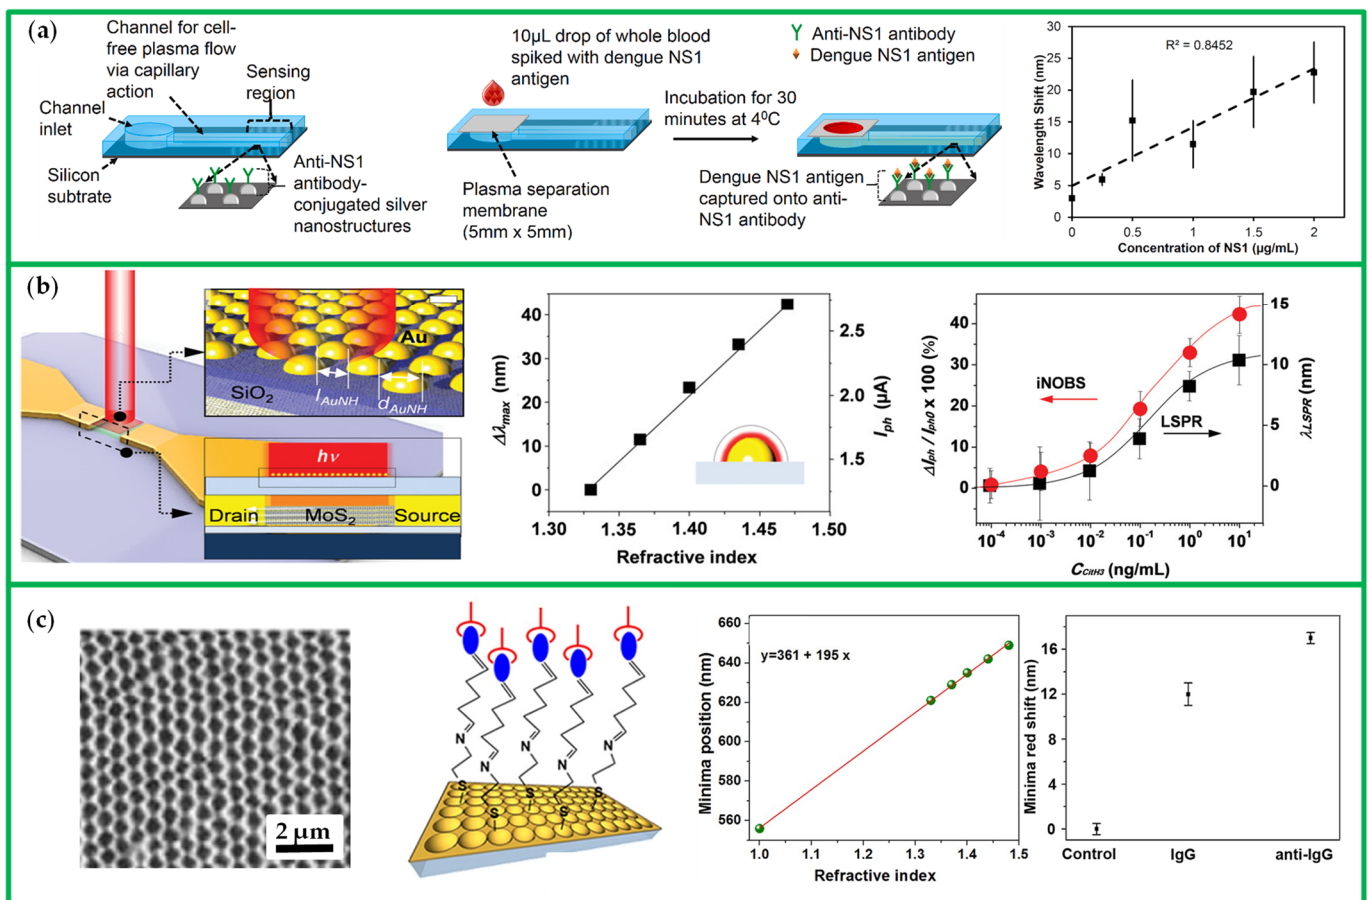 (a)
Channel for cell-
free plasma flow
via capillary
action
Sensing
region
Channel
inlet
Silicon
substrate
Anti-NS1
antibody-
conjugated silver
nanostructures
10µL drop of whole blood
spiked with dengue NS1
antigen
Plasma separation
membrane
(5mm x 5mm)
Incubation for 30
minutes at 4⁰C
Anti-NS1 antibody
Dengue NS1 antigen
Dengue NS1 antigen
captured onto anti-
NS1 antibody
R² = 0.8452
Wavelength Shift (nm)
30
25
20
15
10
5
0
0 0.5 1 1.5 2
Concentration of NS1 (µg/mL)
(b)
Au
SiO₂
l AuNH
d AuNH
hν
Drain MoS₂ Source
Δλmax (nm)
40
30
20
10
0
1.30 1.35 1.40 1.45 1.50
Refractive index
2.5
2.0
1.5
Iph (µA)
ΔIph / Iph0 x 100 (%)
40
30
20
10
0
iNOBS
LSPR
15
10
5
0
λLSPR (nm)
10⁻⁴ 10⁻³ 10⁻² 10⁻¹ 10⁰ 10¹
CCitH3 (ng/mL)
(c)
2 µm
N N N N N
S S S S S
Minima position (nm)
660
640
620
600
580
560
y=361 + 195 x
1.0 1.1 1.2 1.3 1.4 1.5
Refractive index
Minima red shift (nm)
16
12
8
4
0
Control IgG anti-IgG